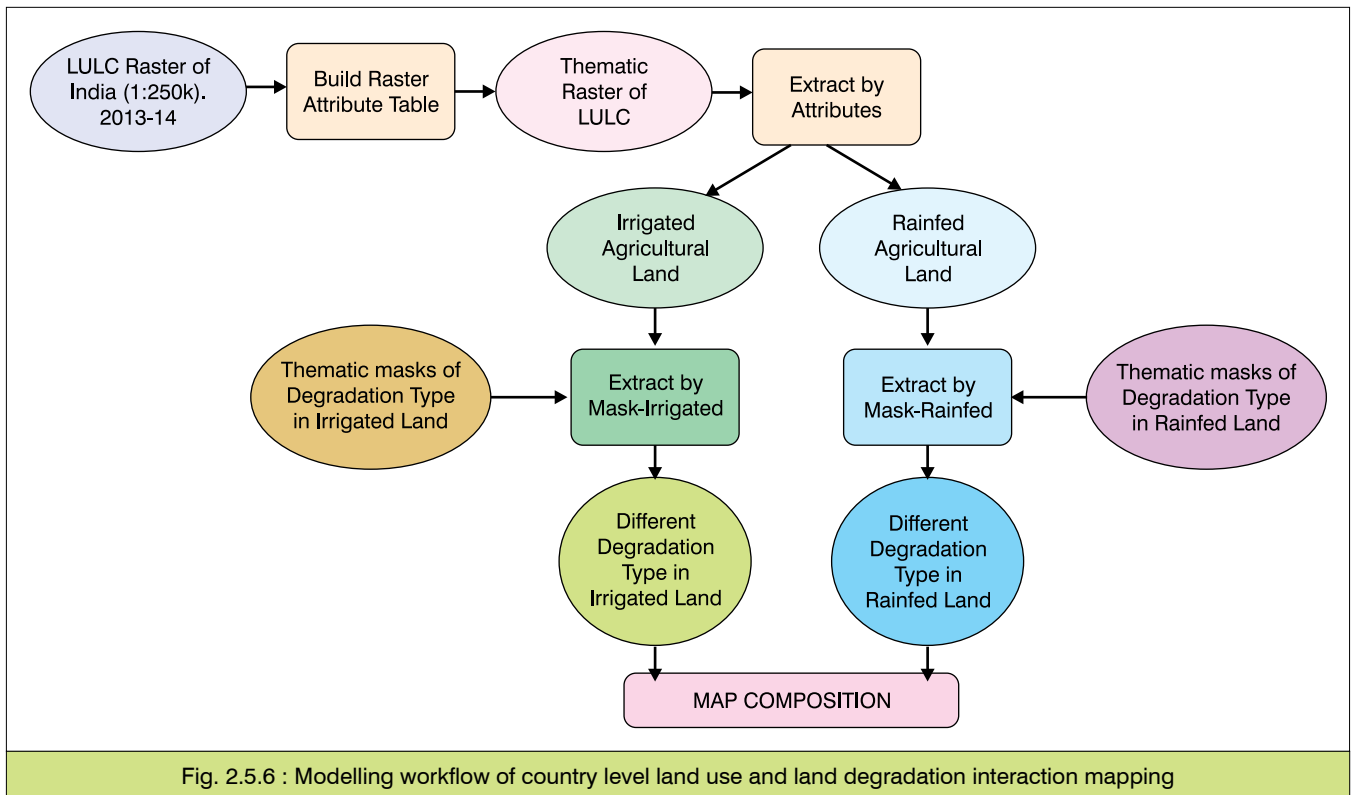 LULC Raster of
India (1:250k).
2013-14
Build Raster
Attribute Table
Thematic
Raster of
LULC
Extract by
Attributes
Irrigated
Agricultural
Land
Rainfed
Agricultural
Land
Thematic masks of
Degradation Type
in Irrigated Land
Extract by
Mask-Irrigated
Extract by
Mask-Rainfed
Thematic masks of
Degradation Type
in Rainfed Land
Different
Degradation
Type in
Irrigated Land
Different
Degradation
Type in
Rainfed Land
MAP COMPOSITION
Fig. 2.5.6 : Modelling workflow of country level land use and land degradation interaction mapping